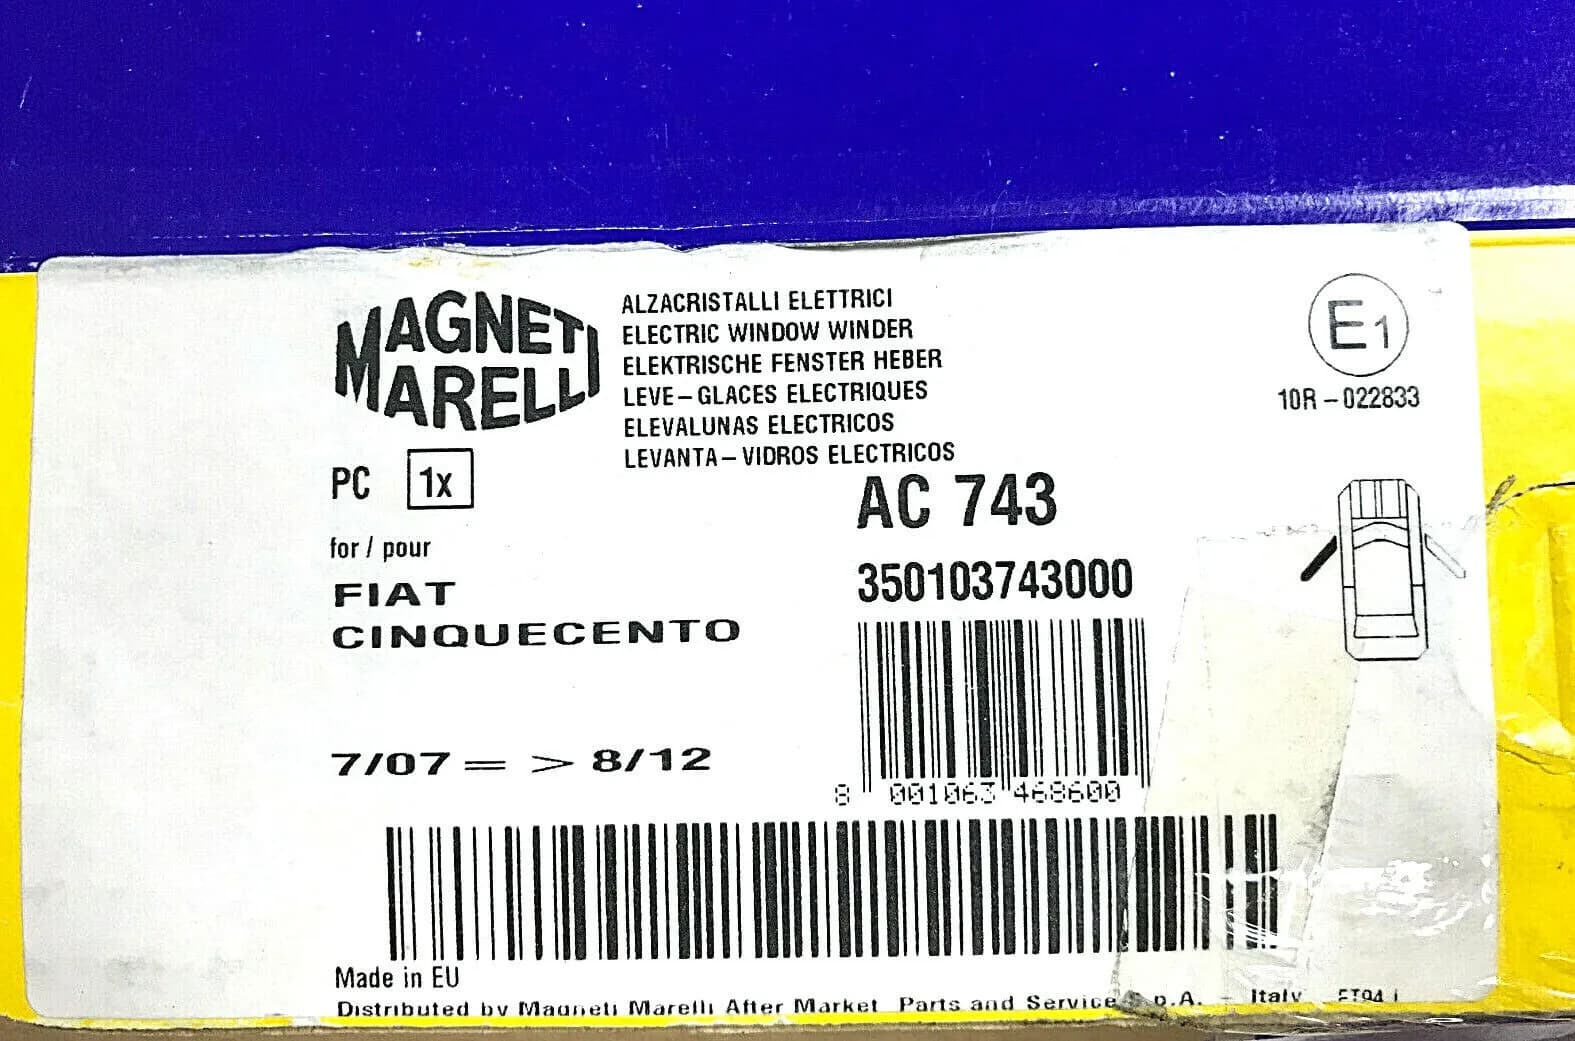 MAGNETI
MARELLI
ALZACRISTALLI ELETTRICI
ELECTRIC WINDOW WINDER
ELEKTRISCHE FENSTER HEBER
LEVE-GLACES ELECTRIQUES
ELEVALUNAS ELECTRICOS
LEVANTA-VIDROS ELECTRICOS
E1
10R-022833
PC 1x
AC 743
for / pour
350103743000
FIAT
CINQUECENTO
7/07 = > 8/12
8 001063 468600
Made in EU
Distributed by Magneti Marelli After Market Parts and Services p.A. - Italy